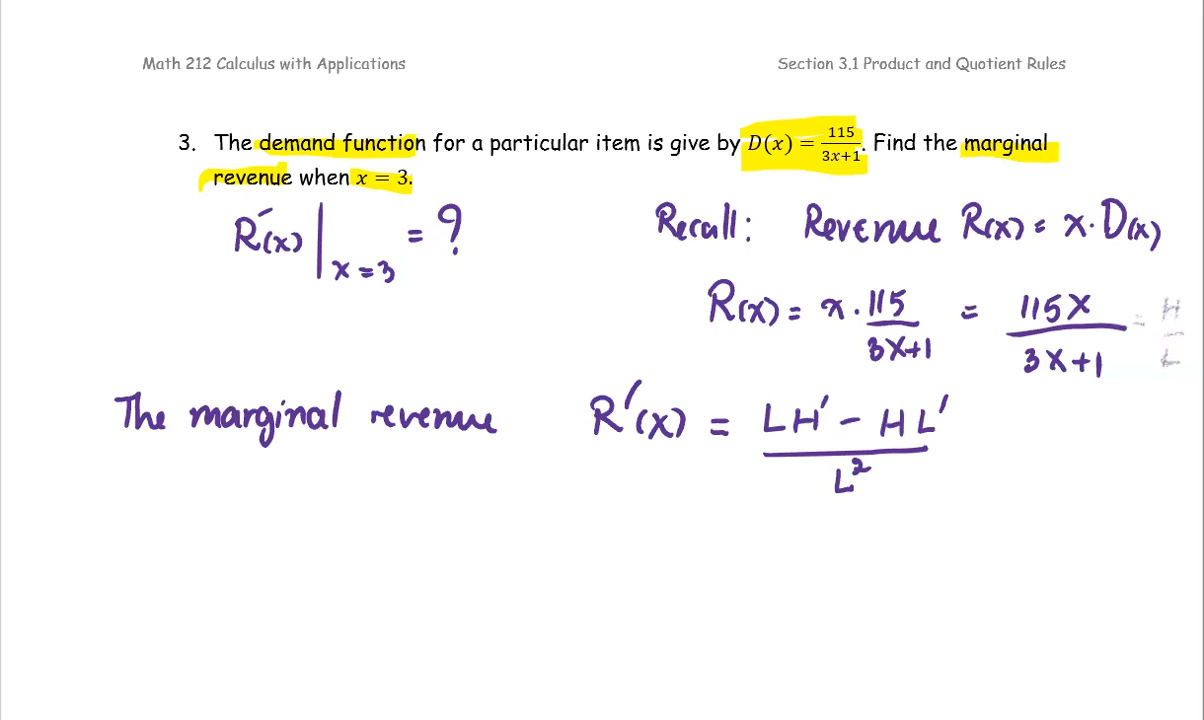 Math 212 Calculus with Applications Section 3.1 Product and Quotient Rules
3. The demand function for a particular item is give by D(x) = 115/(3x+1). Find the marginal
revenue when x = 3.
R'(x) | x=3 = ?
Recall: Revenue R(x) = x · D(x)
R(x) = x · 115/(3x+1) = 115x/(3x+1) = H/L
The marginal revenue R'(x) = (LH' - HL')/L²